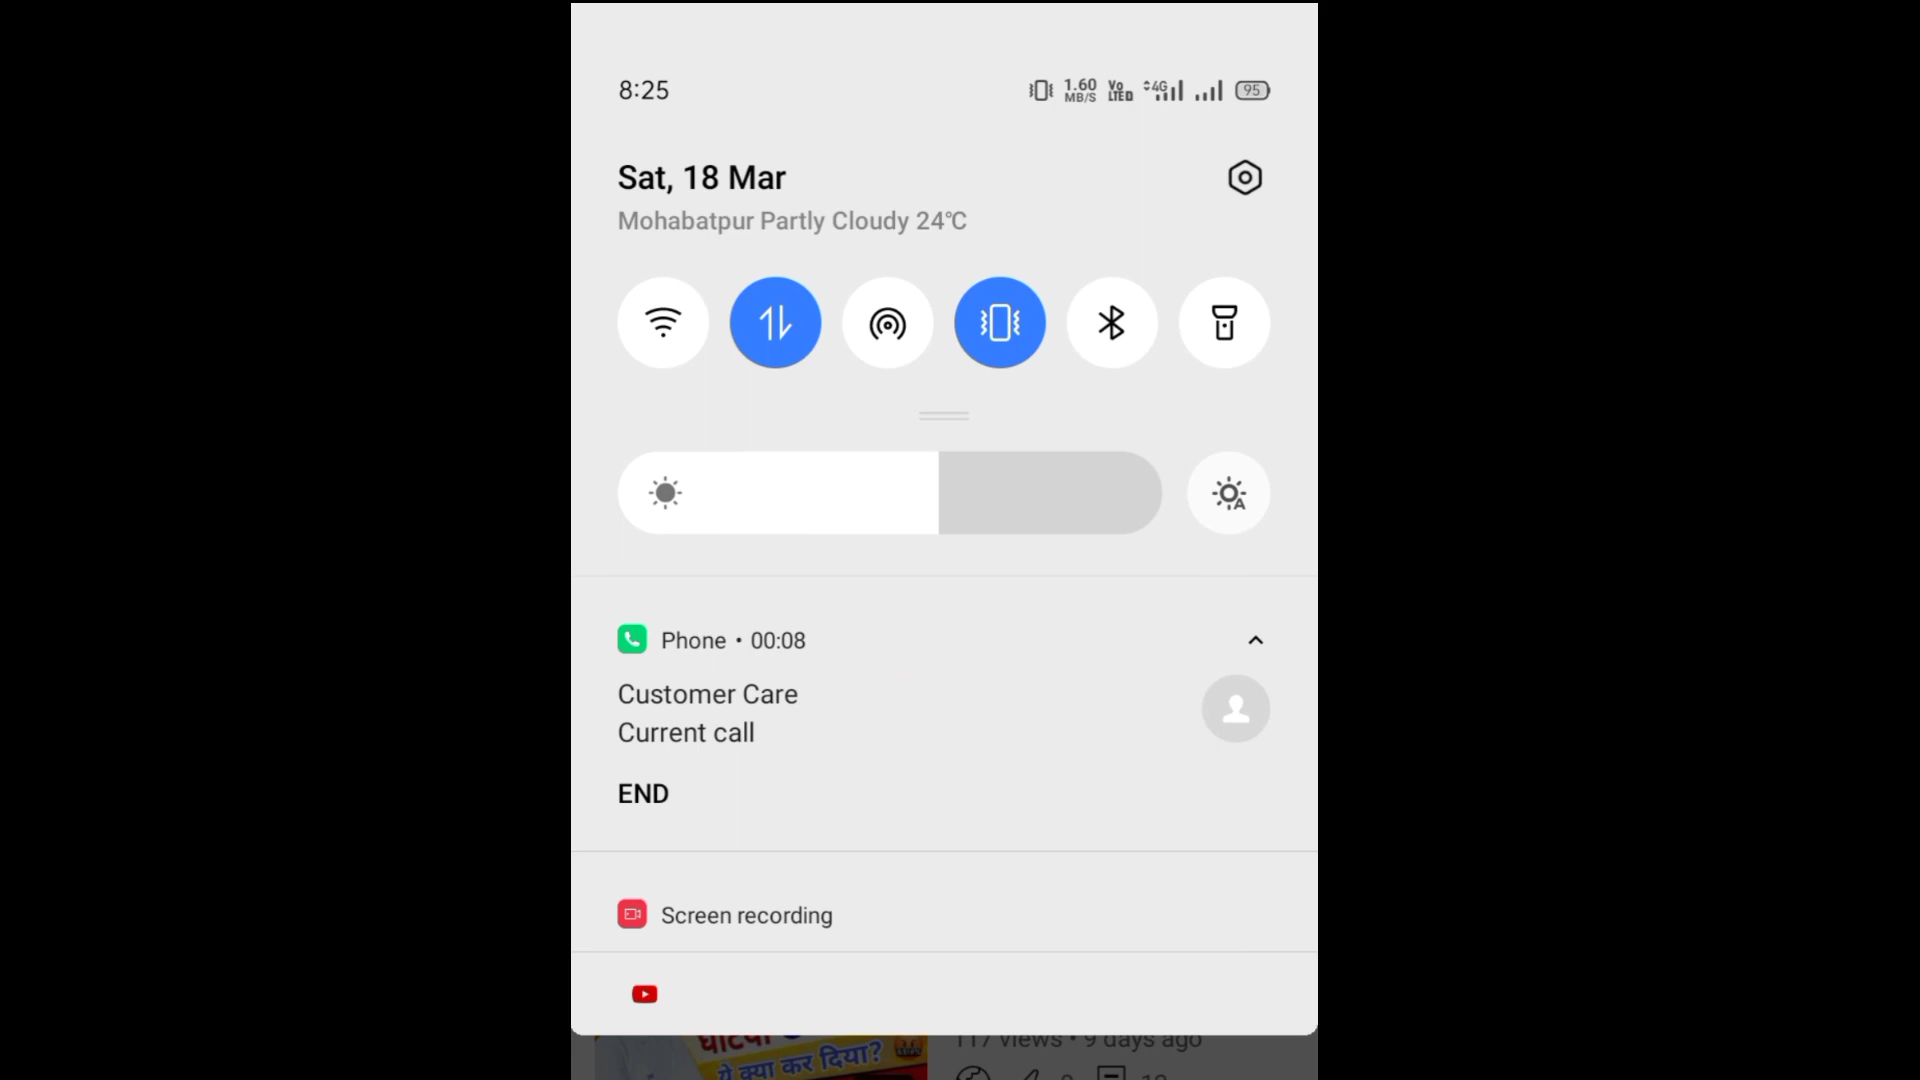 8:25
1.60 MB/S Vo LTE D 4G 95
Sat, 18 Mar
Mohabatpur Partly Cloudy 24°C
A
Phone • 00:08
Customer Care
Current call
END
Screen recording
117 views • 9 days ago
ये क्या कर दिया?